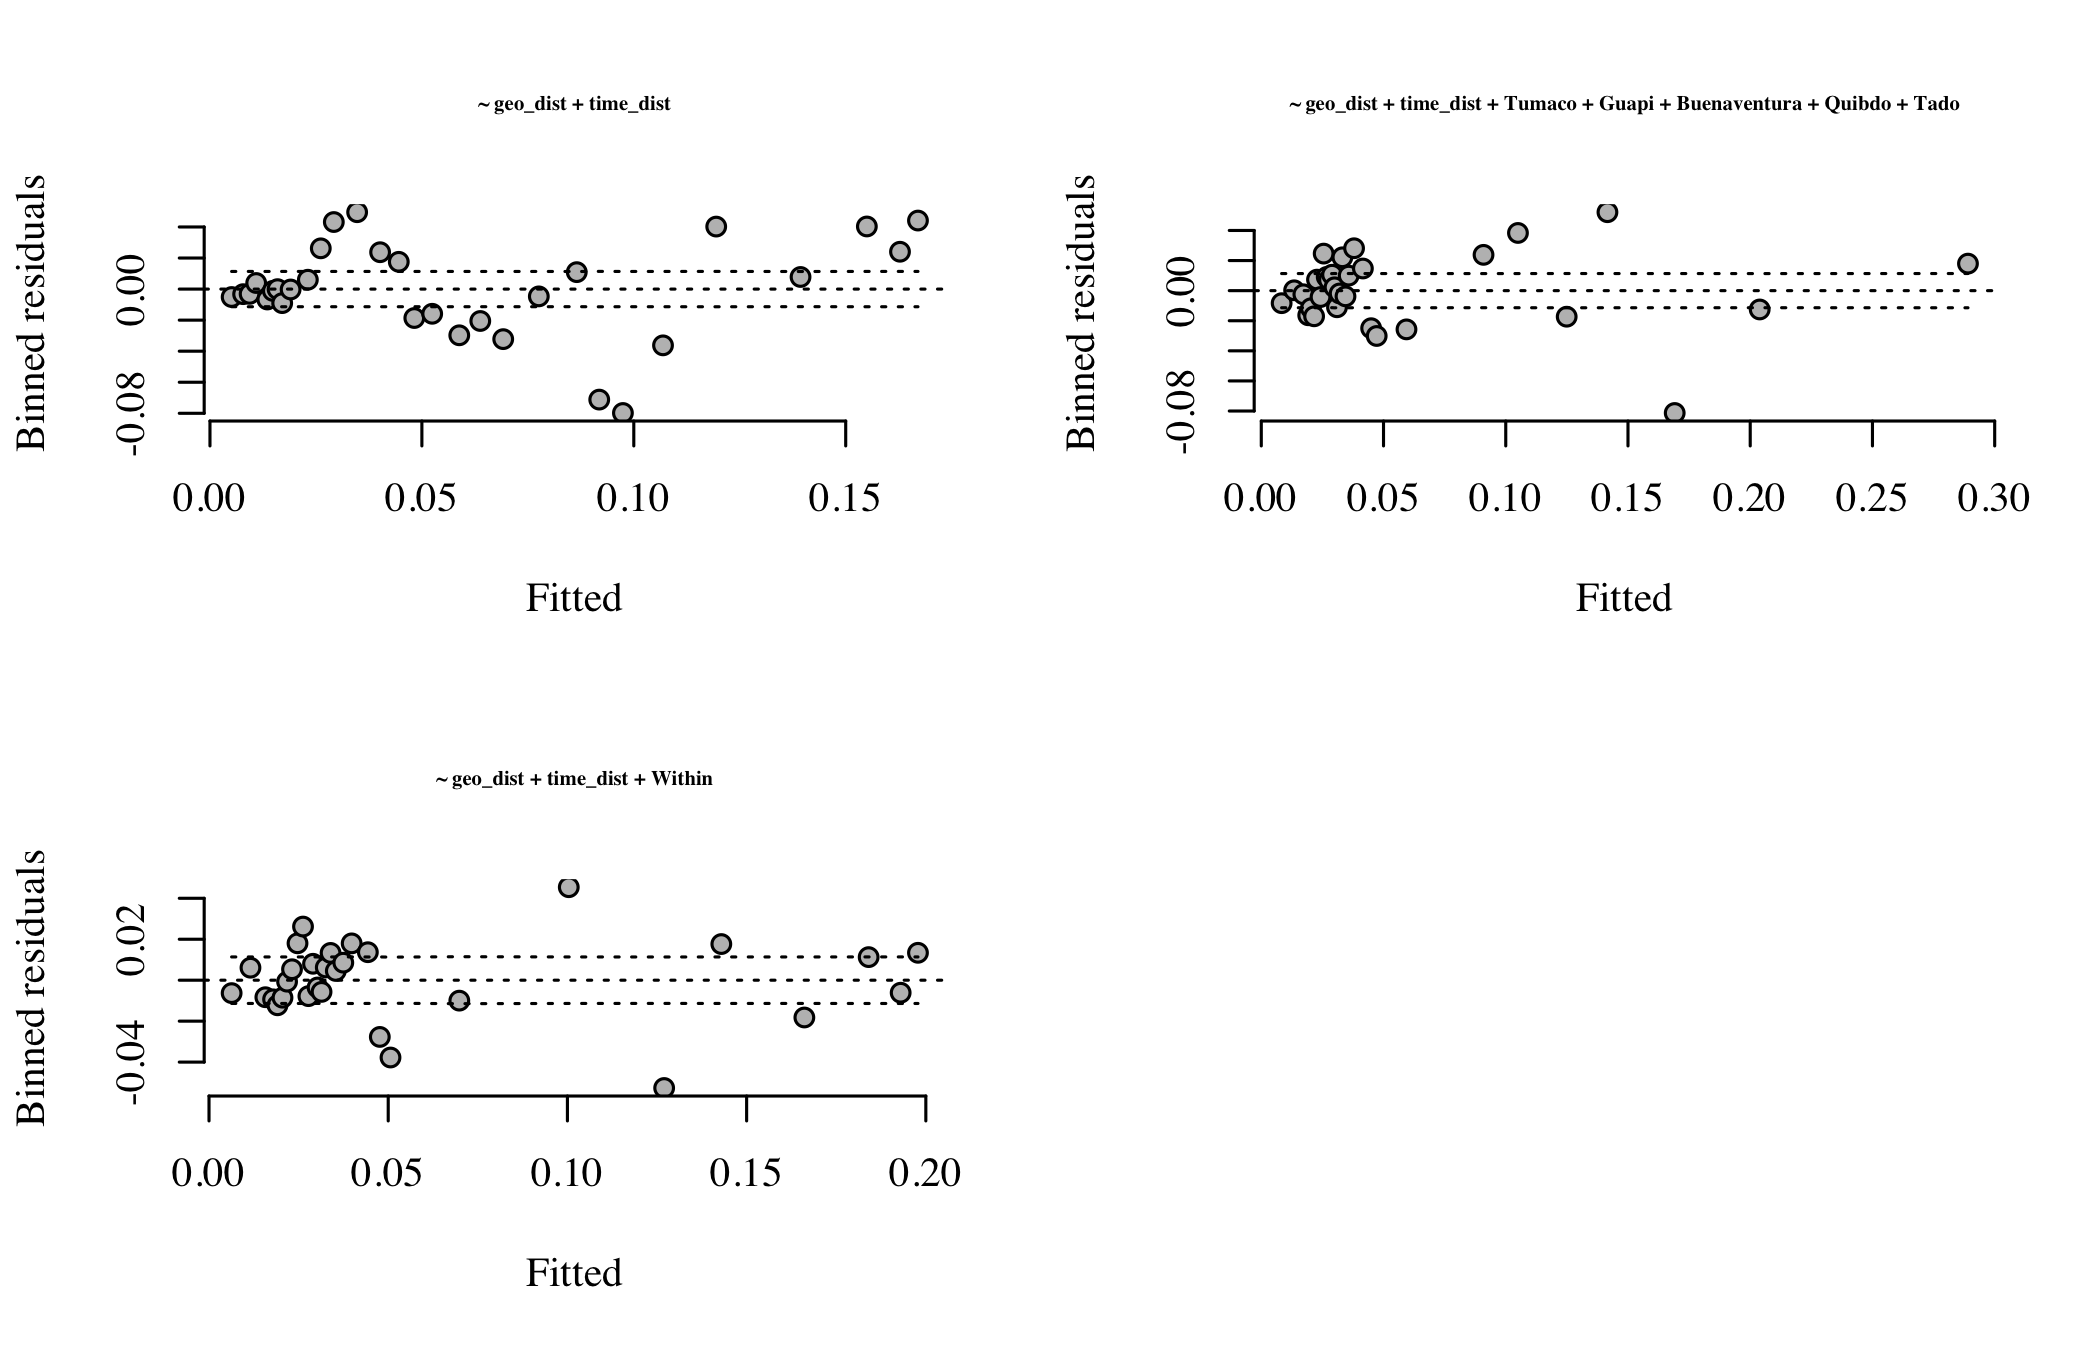 ~ geo_dist + time_dist
Binned residuals
0.00
-0.08
0.00 0.05 0.10 0.15
Fitted
~ geo_dist + time_dist + Tumaco + Guapi + Buenaventura + Quibdo + Tado
Binned residuals
0.00
-0.08
0.00 0.05 0.10 0.15 0.20 0.25 0.30
Fitted
~ geo_dist + time_dist + Within
Binned residuals
0.02
-0.04
0.00 0.05 0.10 0.15 0.20
Fitted